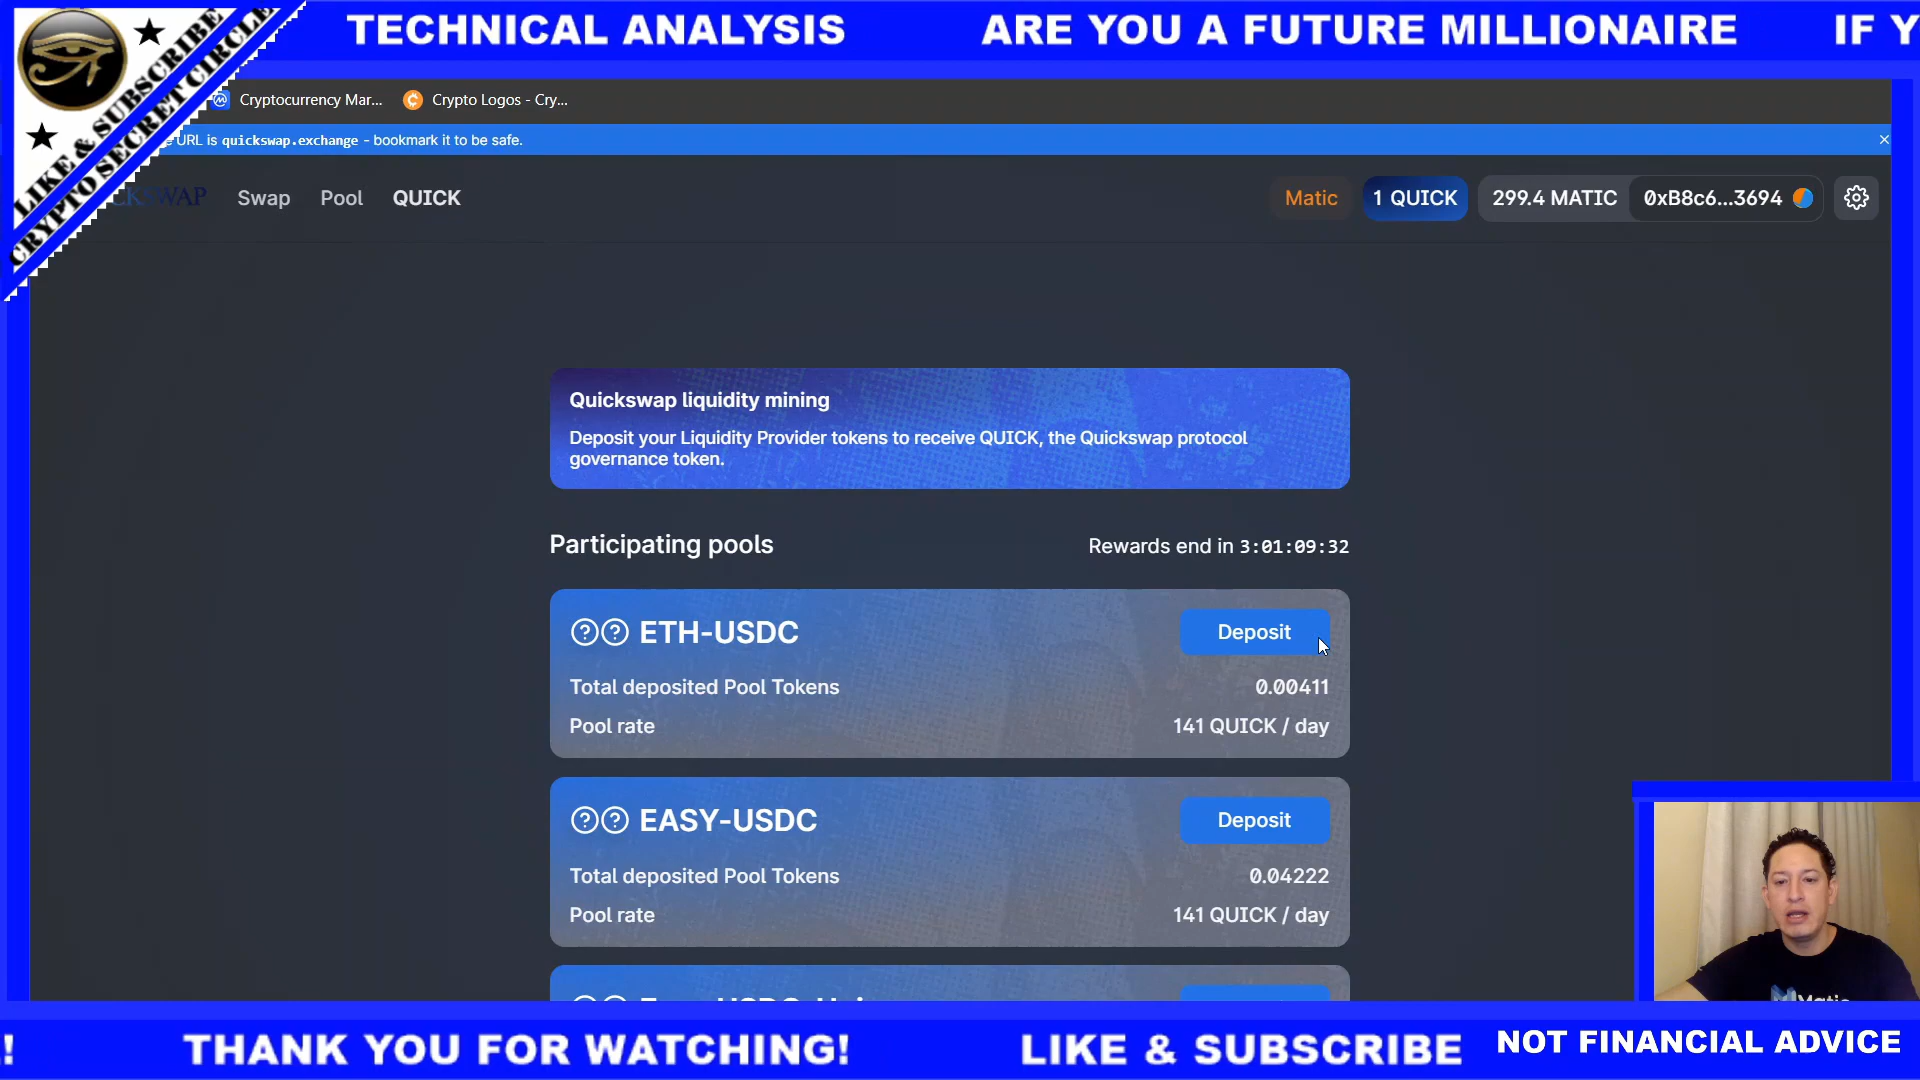 TECHNICAL ANALYSIS ARE YOU A FUTURE MILLIONAIRE IF Y
LIKE & SUBSCRIBE
CRYPTO SECRET CIRCLE
Cryptocurrency Mar... Crypto Logos - Cry...
URL is quickswap.exchange - bookmark it to be safe.
Swap Pool QUICK Matic 1 QUICK 299.4 MATIC 0xB8c6...3694
Quickswap liquidity mining
Deposit your Liquidity Provider tokens to receive QUICK, the Quickswap protocol
governance token.
Participating pools Rewards end in 3:01:09:32
ETH-USDC Deposit
Total deposited Pool Tokens 0.00411
Pool rate 141 QUICK / day
EASY-USDC Deposit
Total deposited Pool Tokens 0.04222
Pool rate 141 QUICK / day
Matic
! THANK YOU FOR WATCHING! LIKE & SUBSCRIBE NOT FINANCIAL ADVICE